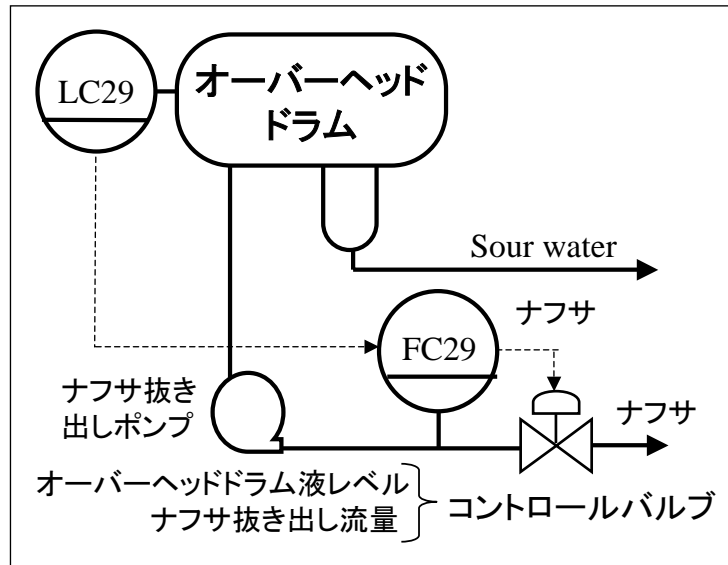 LC29
オーバーヘッド
ドラム
Sour water
ナフサ
FC29
ナフサ抜き
出しポンプ
ナフサ
オーバーヘッドドラム液レベル
ナフサ抜き出し流量
コントロールバルブ